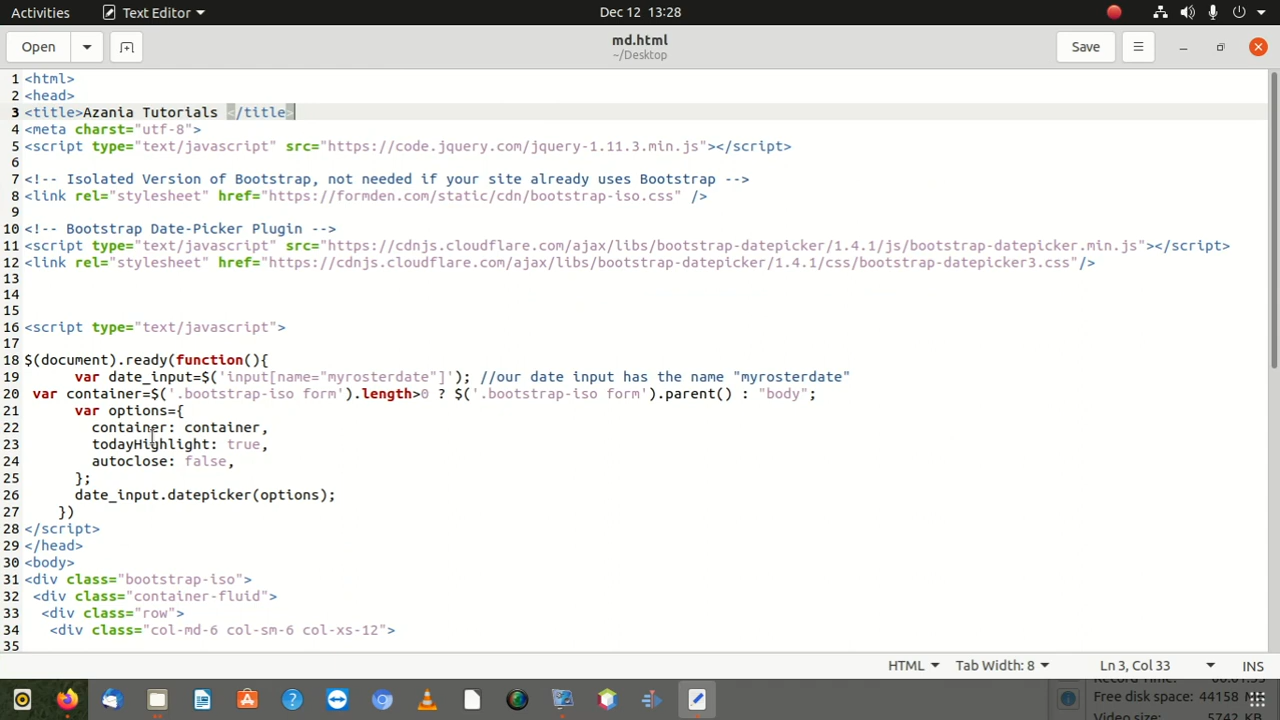 Activities
Text Editor
Dec 12 13:28
Open
md.html
~/Desktop
Save
1 <html>
2 <head>
3 <title>Azania Tutorials </title>
4 <meta charst="utf-8">
5 <script type="text/javascript" src="https://code.jquery.com/jquery-1.11.3.min.js"></script>
6
7 <!-- Isolated Version of Bootstrap, not needed if your site already uses Bootstrap -->
8 <link rel="stylesheet" href="https://formden.com/static/cdn/bootstrap-iso.css" />
9
10 <!-- Bootstrap Date-Picker Plugin -->
11 <script type="text/javascript" src="https://cdnjs.cloudflare.com/ajax/libs/bootstrap-datepicker/1.4.1/js/bootstrap-datepicker.min.js"></script>
12 <link rel="stylesheet" href="https://cdnjs.cloudflare.com/ajax/libs/bootstrap-datepicker/1.4.1/css/bootstrap-datepicker3.css"/>
13
14
15
16 <script type="text/javascript">
17
18 $(document).ready(function(){
19 var date_input=$('input[name="myrosterdate"]'); //our date input has the name "myrosterdate"
20 var container=$('.bootstrap-iso form').length>0 ? $('.bootstrap-iso form').parent() : "body";
21 var options={
22 container: container,
23 todayHighlight: true,
24 autoclose: false,
25 };
26 date_input.datepicker(options);
27 })
28 </script>
29 </head>
30 <body>
31 <div class="bootstrap-iso">
32 <div class="container-fluid">
33 <div class="row">
34 <div class="col-md-6 col-sm-6 col-xs-12">
35
HTML
Tab Width: 8
Ln 3, Col 33
INS
Free disk space: 44158